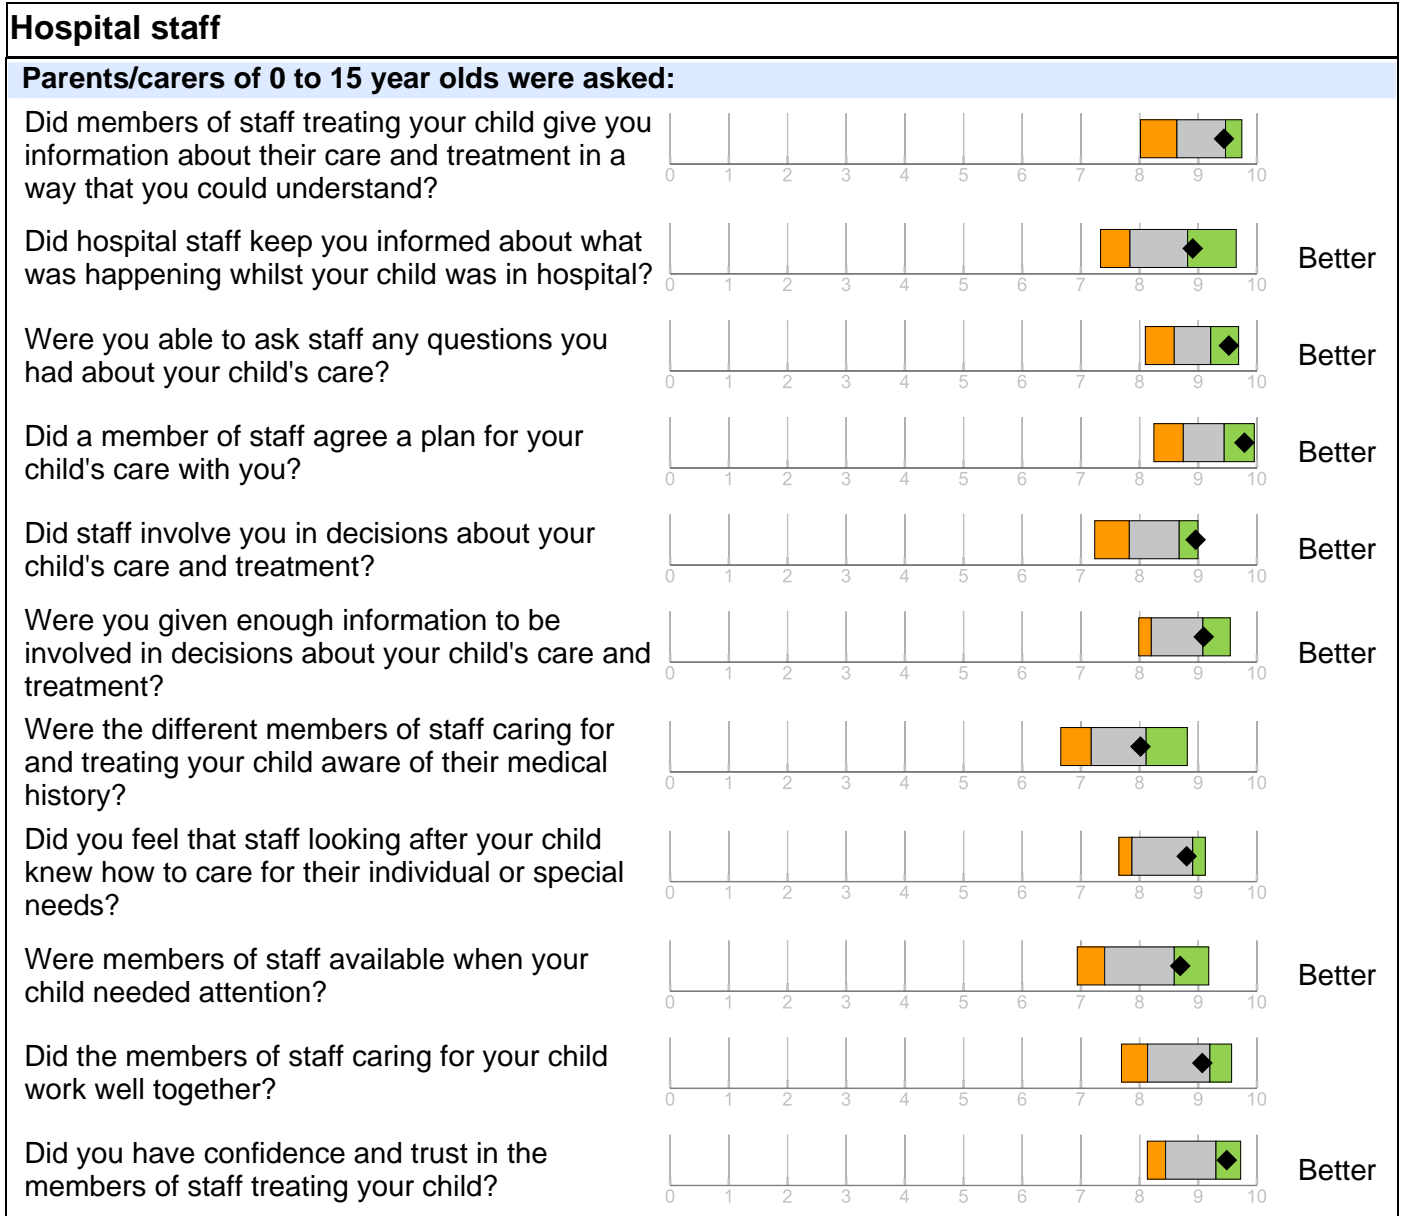 Hospital staff
Parents/carers of 0 to 15 year olds were asked:
Did members of staff treating your child give you
information about their care and treatment in a
way that you could understand?
0 1 2 3 4 5 6 7 8 9 10
Did hospital staff keep you informed about what
was happening whilst your child was in hospital?
0 1 2 3 4 5 6 7 8 9 10
Better
Were you able to ask staff any questions you
had about your child's care?
0 1 2 3 4 5 6 7 8 9 10
Better
Did a member of staff agree a plan for your
child's care with you?
0 1 2 3 4 5 6 7 8 9 10
Better
Did staff involve you in decisions about your
child's care and treatment?
0 1 2 3 4 5 6 7 8 9 10
Better
Were you given enough information to be
involved in decisions about your child's care and
treatment?
0 1 2 3 4 5 6 7 8 9 10
Better
Were the different members of staff caring for
and treating your child aware of their medical
history?
0 1 2 3 4 5 6 7 8 9 10
Did you feel that staff looking after your child
knew how to care for their individual or special
needs?
0 1 2 3 4 5 6 7 8 9 10
Were members of staff available when your
child needed attention?
0 1 2 3 4 5 6 7 8 9 10
Better
Did the members of staff caring for your child
work well together?
0 1 2 3 4 5 6 7 8 9 10
Did you have confidence and trust in the
members of staff treating your child?
0 1 2 3 4 5 6 7 8 9 10
Better